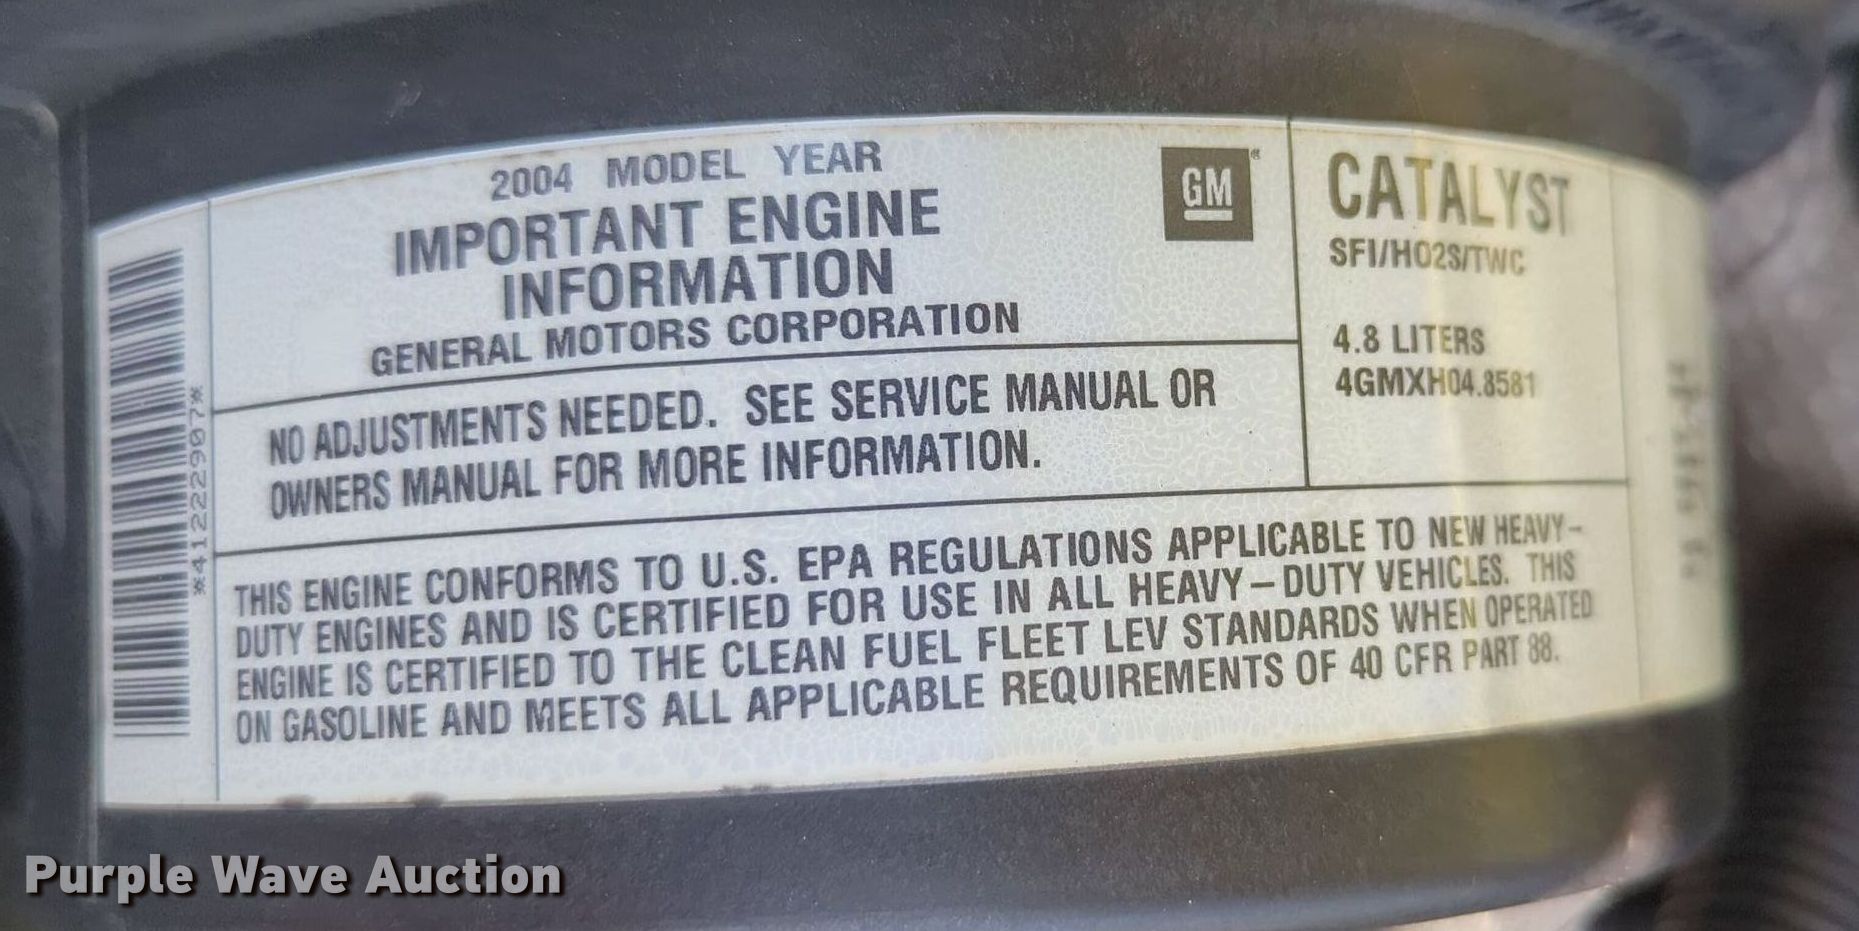 2004 MODEL YEAR
IMPORTANT ENGINE
INFORMATION
GENERAL MOTORS CORPORATION
GM
CATALYST
SFI/HO2S/TWC
4.8 LITERS
4GMXH04.8581
NO ADJUSTMENTS NEEDED. SEE SERVICE MANUAL OR
OWNERS MANUAL FOR MORE INFORMATION.
THIS ENGINE CONFORMS TO U.S. EPA REGULATIONS APPLICABLE TO NEW HEAVY-
DUTY ENGINES AND IS CERTIFIED FOR USE IN ALL HEAVY-DUTY VEHICLES. THIS
ENGINE IS CERTIFIED TO THE CLEAN FUEL FLEET LEV STANDARDS WHEN OPERATED
ON GASOLINE AND MEETS ALL APPLICABLE REQUIREMENTS OF 40 CFR PART 88.
*412222907*
Purple Wave Auction